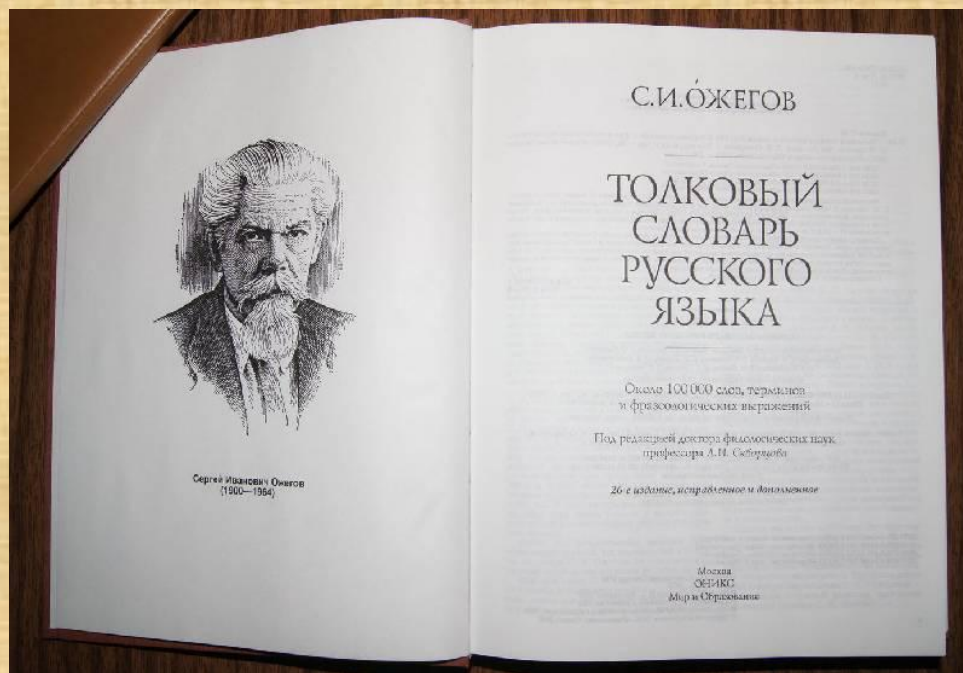 Сергей Иванович Ожегов
(1900—1964)
С.И.О́ЖЕГОВ
ТОЛКОВЫЙ
СЛОВАРЬ
РУССКОГО
ЯЗЫКА
Около 100 000 слов, терминов
и фразеологических выражений
Под редакцией доктора филологических наук
профессора Л.И. Скворцова
26-е издание, исправленное и дополненное
Москва
ОНИКС
Мир и Образование